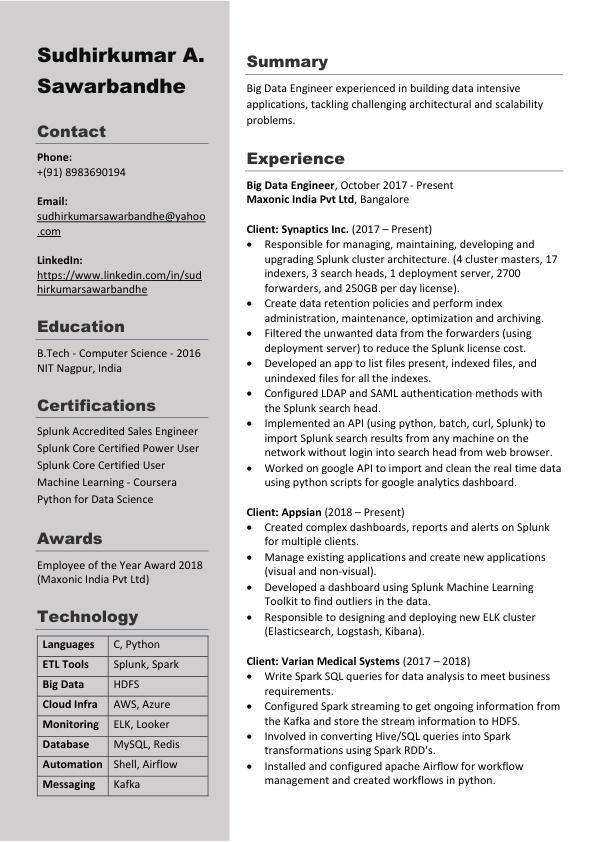 Sudhirkumar A.
Sawarbandhe
Contact
Phone:
+(91) 8983690194
Email:
sudhirkumarsawarbandhe@yahoo
.com
LinkedIn:
https://www.linkedin.com/in/sud
hirkumarsawarbandhe
Education
B.Tech - Computer Science - 2016
NIT Nagpur, India
Certifications
Splunk Accredited Sales Engineer
Splunk Core Certified Power User
Splunk Core Certified User
Machine Learning - Coursera
Python for Data Science
Awards
Employee of the Year Award 2018
(Maxonic India Pvt Ltd)
Technology
Languages C, Python
ETL Tools Splunk, Spark
Big Data HDFS
Cloud Infra AWS, Azure
Monitoring ELK, Looker
Database MySQL, Redis
Automation Shell, Airflow
Messaging Kafka
Summary
Big Data Engineer experienced in building data intensive
applications, tackling challenging architectural and scalability
problems.
Experience
Big Data Engineer, October 2017 - Present
Maxonic India Pvt Ltd, Bangalore
Client: Synaptics Inc. (2017 – Present)
• Responsible for managing, maintaining, developing and
upgrading Splunk cluster architecture. (4 cluster masters, 17
indexers, 3 search heads, 1 deployment server, 2700
forwarders, and 250GB per day license).
• Create data retention policies and perform index
administration, maintenance, optimization and archiving.
• Filtered the unwanted data from the forwarders (using
deployment server) to reduce the Splunk license cost.
• Developed an app to list files present, indexed files, and
unindexed files for all the indexes.
• Configured LDAP and SAML authentication methods with
the Splunk search head.
• Implemented an API (using python, batch, curl, Splunk) to
import Splunk search results from any machine on the
network without login into search head from web browser.
• Worked on google API to import and clean the real time data
using python scripts for google analytics dashboard.
Client: Appsian (2018 – Present)
• Created complex dashboards, reports and alerts on Splunk
for multiple clients.
• Manage existing applications and create new applications
(visual and non-visual).
• Developed a dashboard using Splunk Machine Learning
Toolkit to find outliers in the data.
• Responsible to designing and deploying new ELK cluster
(Elasticsearch, Logstash, Kibana).
Client: Varian Medical Systems (2017 – 2018)
• Write Spark SQL queries for data analysis to meet business
requirements.
• Configured Spark streaming to get ongoing information from
the Kafka and store the stream information to HDFS.
• Involved in converting Hive/SQL queries into Spark
transformations using Spark RDD's.
• Installed and configured apache Airflow for workflow
management and created workflows in python.